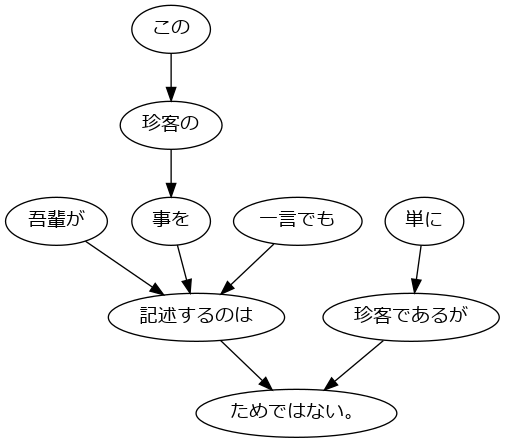 この
珍客の
吾輩が 事を 一言でも 単に
記述するのは 珍客であるが
ためではない。